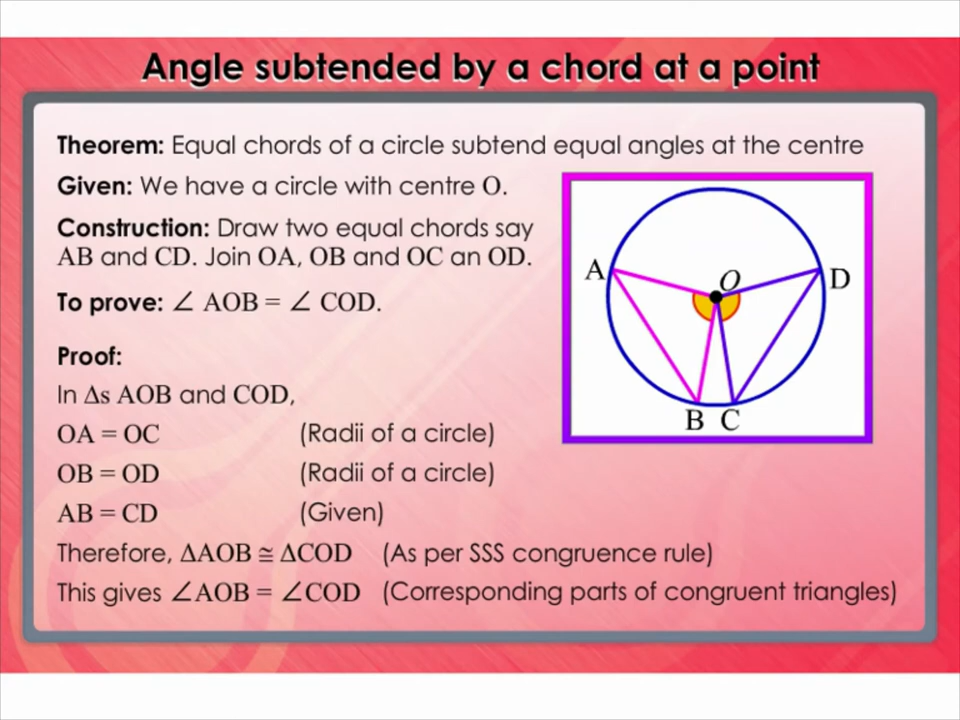 Angle subtended by a chord at a point
Theorem: Equal chords of a circle subtend equal angles at the centre
Given: We have a circle with centre O.
Construction: Draw two equal chords say
AB and CD. Join OA, OB and OC an OD.
To prove: ∠ AOB = ∠ COD.
Proof:
In Δs AOB and COD,
OA = OC (Radii of a circle)
OB = OD (Radii of a circle)
AB = CD (Given)
Therefore, ΔAOB ≅ ΔCOD (As per SSS congruence rule)
This gives ∠AOB = ∠COD (Corresponding parts of congruent triangles)
A
O
D
B C